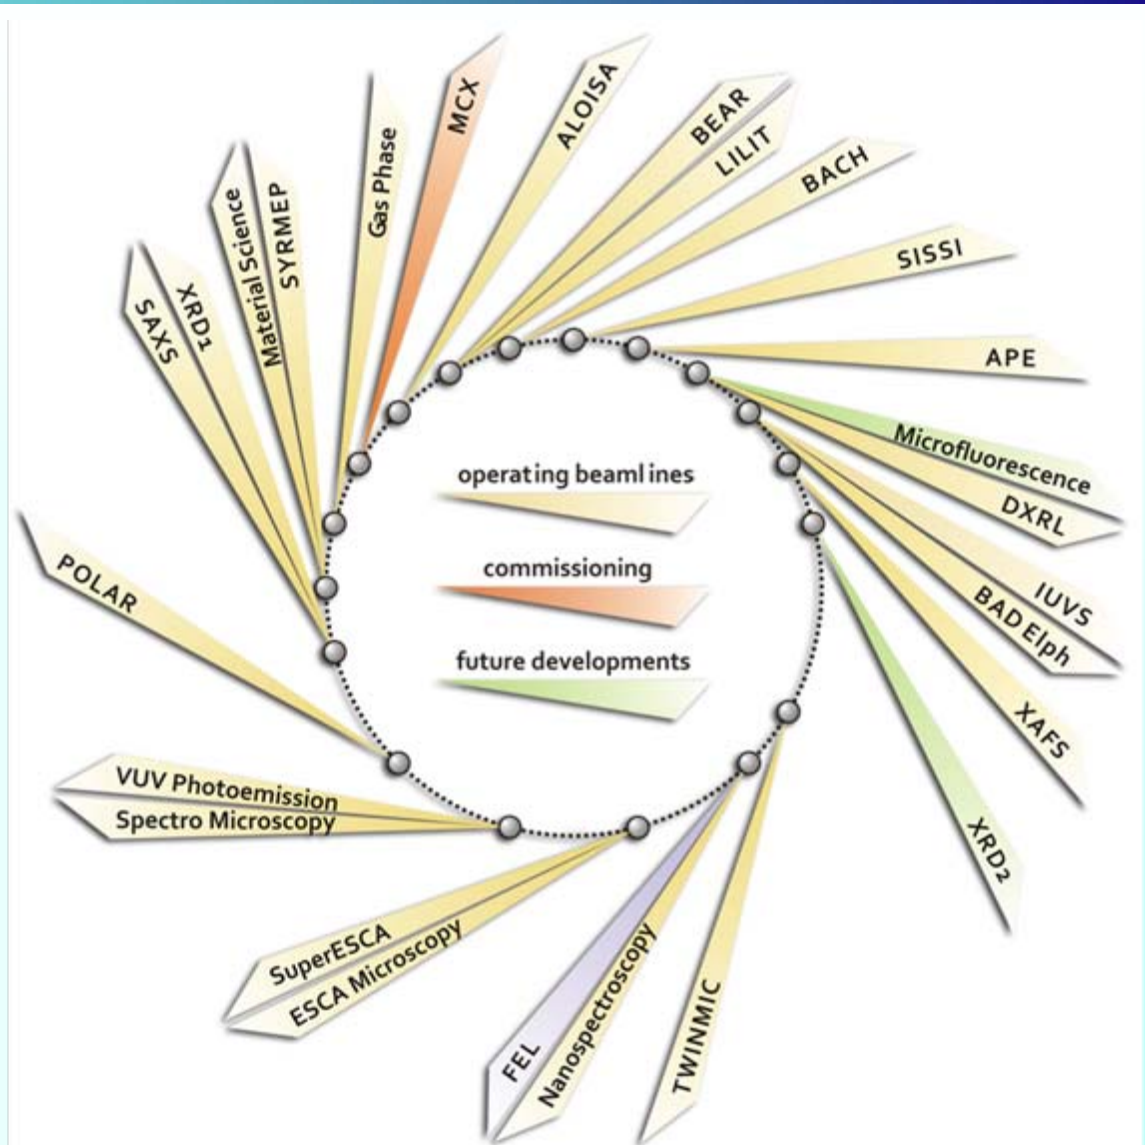 MCX
ALOISA
BEAR
LILIT
BACH
SISSI
APE
Microfluorescence
DXRL
IUVS
BAD Elph
XAFS
XRD2
TWINMIC
Nanospectroscopy
FEL
ESCA Microscopy
SuperESCA
Spectro Microscopy
VUV Photoemission
POLAR
SAXS
XRD1
Material Science
SYRMEP
Gas Phase
operating beamlines
commissioning
future developments